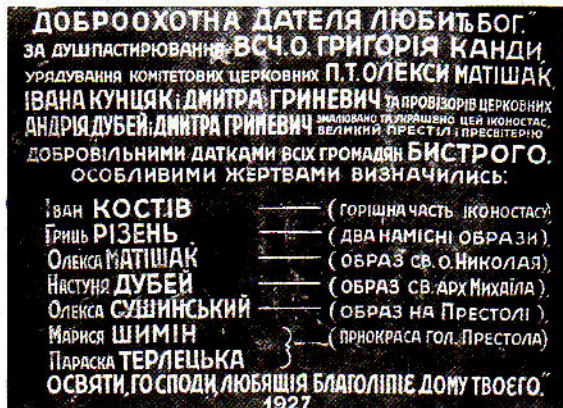 ДОБРООХОТНА ДАТЕЛЯ ЛЮБИТЬ БОГ."
ЗА ДУШПАСТИРЮВАННЯ ВСЧ. О. ГРИГОРІЯ КАНДИ,
УРЯДУВАННЯ КОМІТЕТОВИХ ЦЕРКОВНИХ П.Т. ОЛЕКСИ МАТІШАК,
ІВАНА КУНЦЯК і ДМИТРА ГРИНЕВИЧ ТА ПРОВІЗОРІВ ЦЕРКОВНИХ
АНДРІЯ ДУБЕЙ і ДМИТРА ГРИНЕВИЧ ЗМАЛЬОВАНО ТА УКРАШЕНО ЦЕЙ ІКОНОСТАС,
ВЕЛИКИЙ ПРЕСТІЛ і ПРЕСВІТЕРІЮ
ДОБРОВІЛЬНИМИ ДАТКАМИ ВСІХ ГРОМАДЯН БИСТРОГО.
ОСОБЛИВИМИ ЖЕРТВАМИ ВИЗНАЧИЛИСЬ:
ІВАН КОСТІВ — (ГОРІШНА ЧАСТЬ ІКОНОСТАСУ)
ГРИЦЬ РІЗЕНЬ — (ДВА НАМІСНІ ОБРАЗИ)
ОЛЕКСА МАТІШАК — (ОБРАЗ СВ. О. НИКОЛАЯ)
НАСТУНЯ ДУБЕЙ — (ОБРАЗ СВ. АРХ МИХАЇЛА)
ОЛЕКСА СУШИНСЬКИЙ — (ОБРАЗ НА ПРЕСТОЛІ)
МАРИСЯ ШИМІН } — (ПРИОКРАСА ГОЛ. ПРЕСТОЛА)
ПАРАСКА ТЕРЛЕЦЬКА
ОСВЯТИ, ГОСПОДИ, ЛЮБЯЩІЯ БЛАГОЛІПІЄ ДОМУ ТВОЄГО."
1927